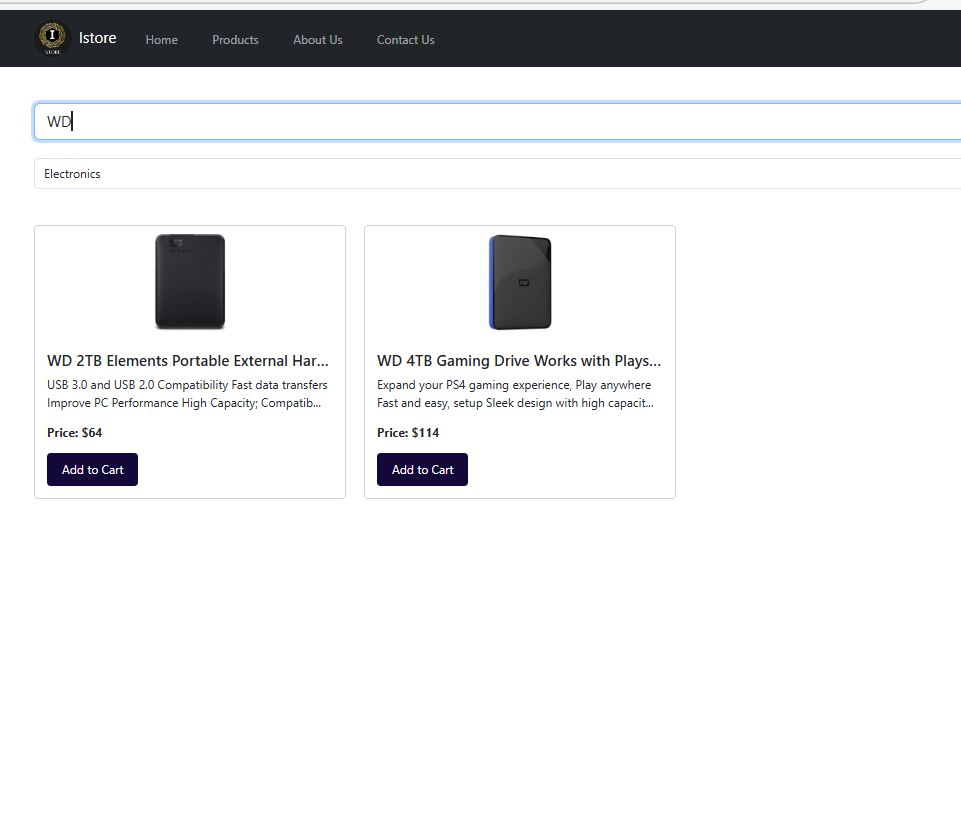 I
STORE
Istore
Home
Products
About Us
Contact Us
WD
Electronics
WD 2TB Elements Portable External Har...
USB 3.0 and USB 2.0 Compatibility Fast data transfers
Improve PC Performance High Capacity; Compatib...
Price: $64
Add to Cart
WD
WD 4TB Gaming Drive Works with Plays...
Expand your PS4 gaming experience, Play anywhere
Fast and easy, setup Sleek design with high capacit...
Price: $114
Add to Cart